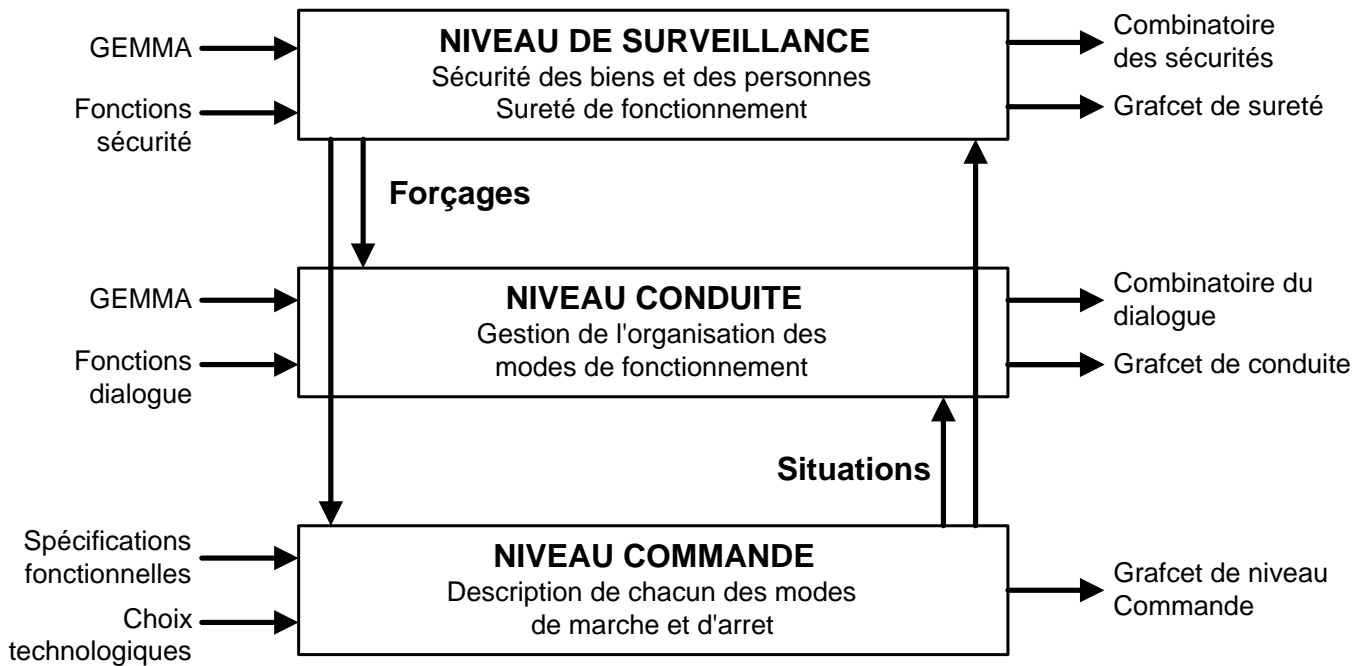 GEMMA
Fonctions
sécurité
NIVEAU DE SURVEILLANCE
Sécurité des biens et des personnes
Sureté de fonctionnement
Combinatoire
des sécurités
Grafcet de sureté
Forçages
GEMMA
Fonctions
dialogue
NIVEAU CONDUITE
Gestion de l'organisation des
modes de fonctionnement
Combinatoire du
dialogue
Grafcet de conduite
Situations
Spécifications
fonctionnelles
Choix
technologiques
NIVEAU COMMANDE
Description de chacun des modes
de marche et d'arret
Grafcet de niveau
Commande